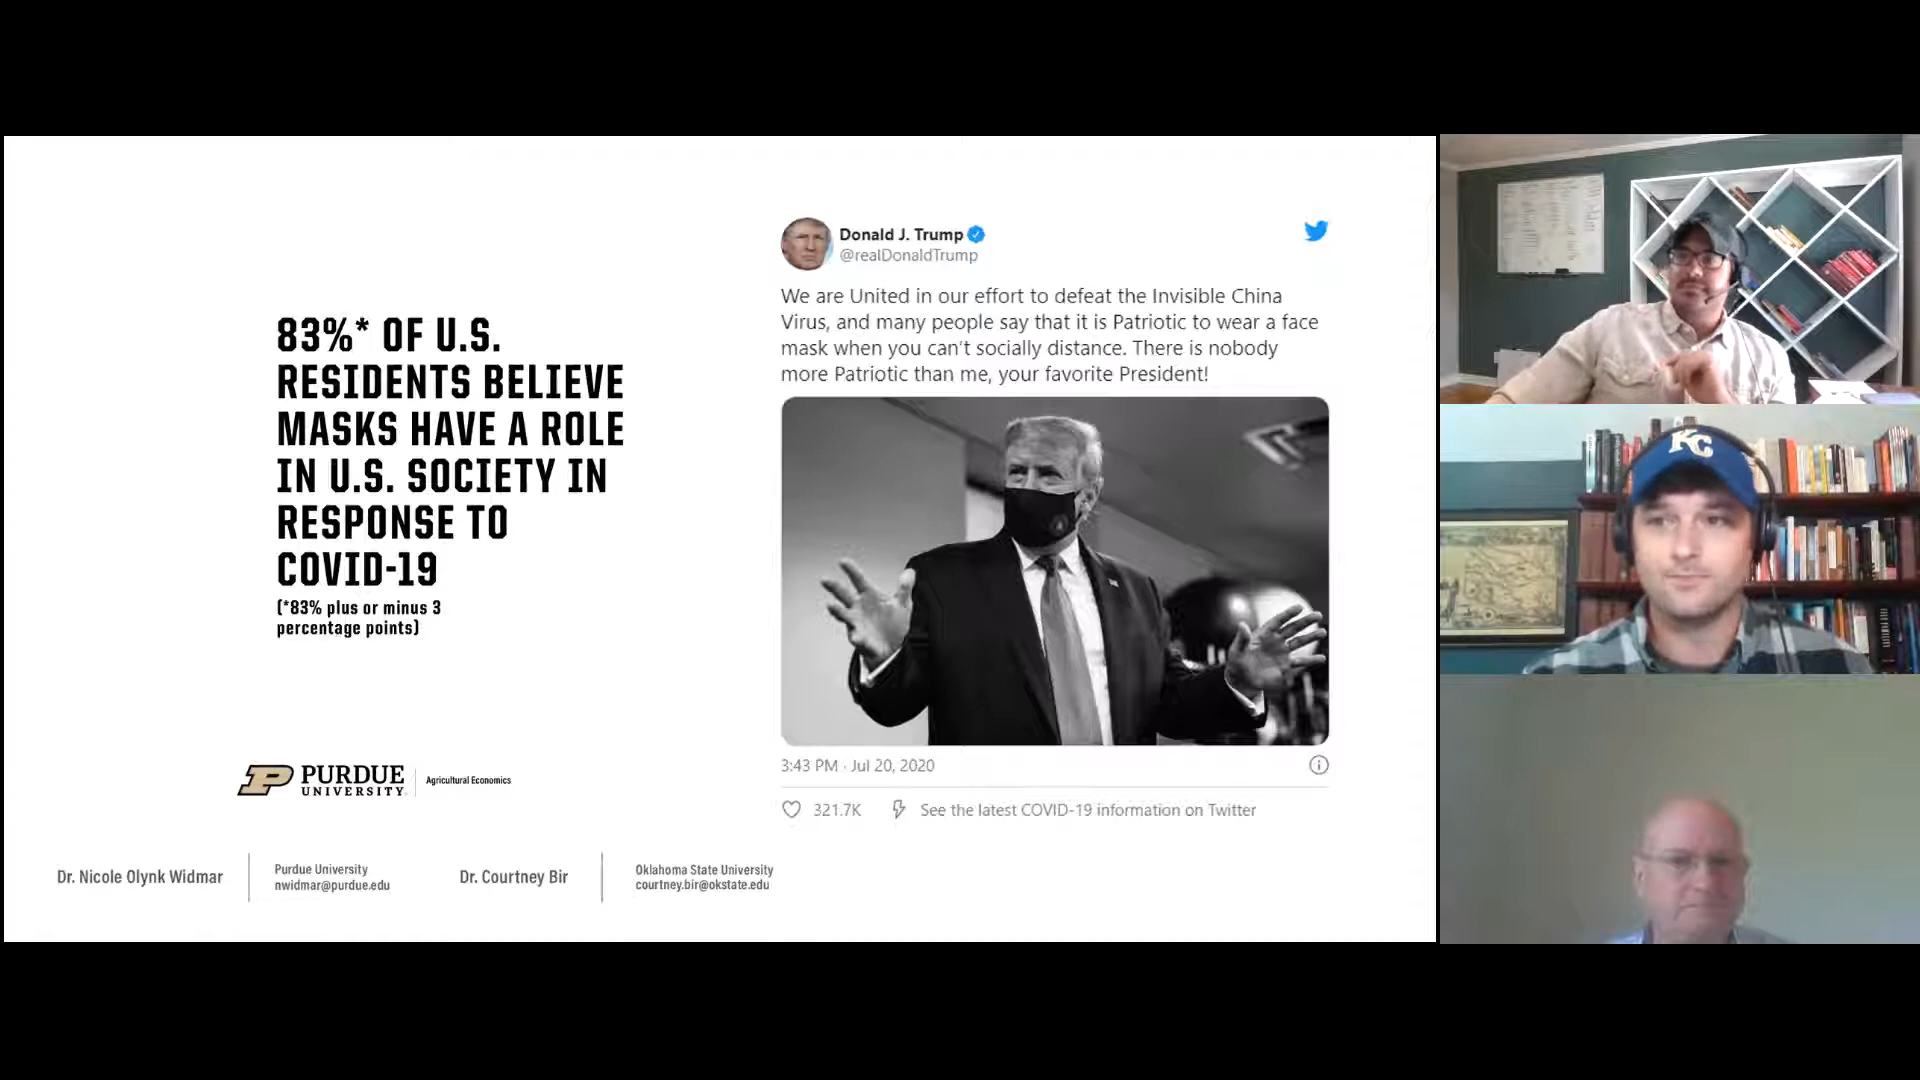 83%* OF U.S.
RESIDENTS BELIEVE
MASKS HAVE A ROLE
IN U.S. SOCIETY IN
RESPONSE TO
COVID-19
(*83% plus or minus 3
percentage points)
PURDUE
UNIVERSITY
Agricultural Economics
Dr. Nicole Olynk Widmar
Purdue University
nwidmar@purdue.edu
Dr. Courtney Bir
Oklahoma State University
courtney.bir@okstate.edu
Donald J. Trump
@realDonaldTrump
We are United in our effort to defeat the Invisible China
Virus, and many people say that it is Patriotic to wear a face
mask when you can't socially distance. There is nobody
more Patriotic than me, your favorite President!
3:43 PM · Jul 20, 2020
321.7K
See the latest COVID-19 information on Twitter
KC